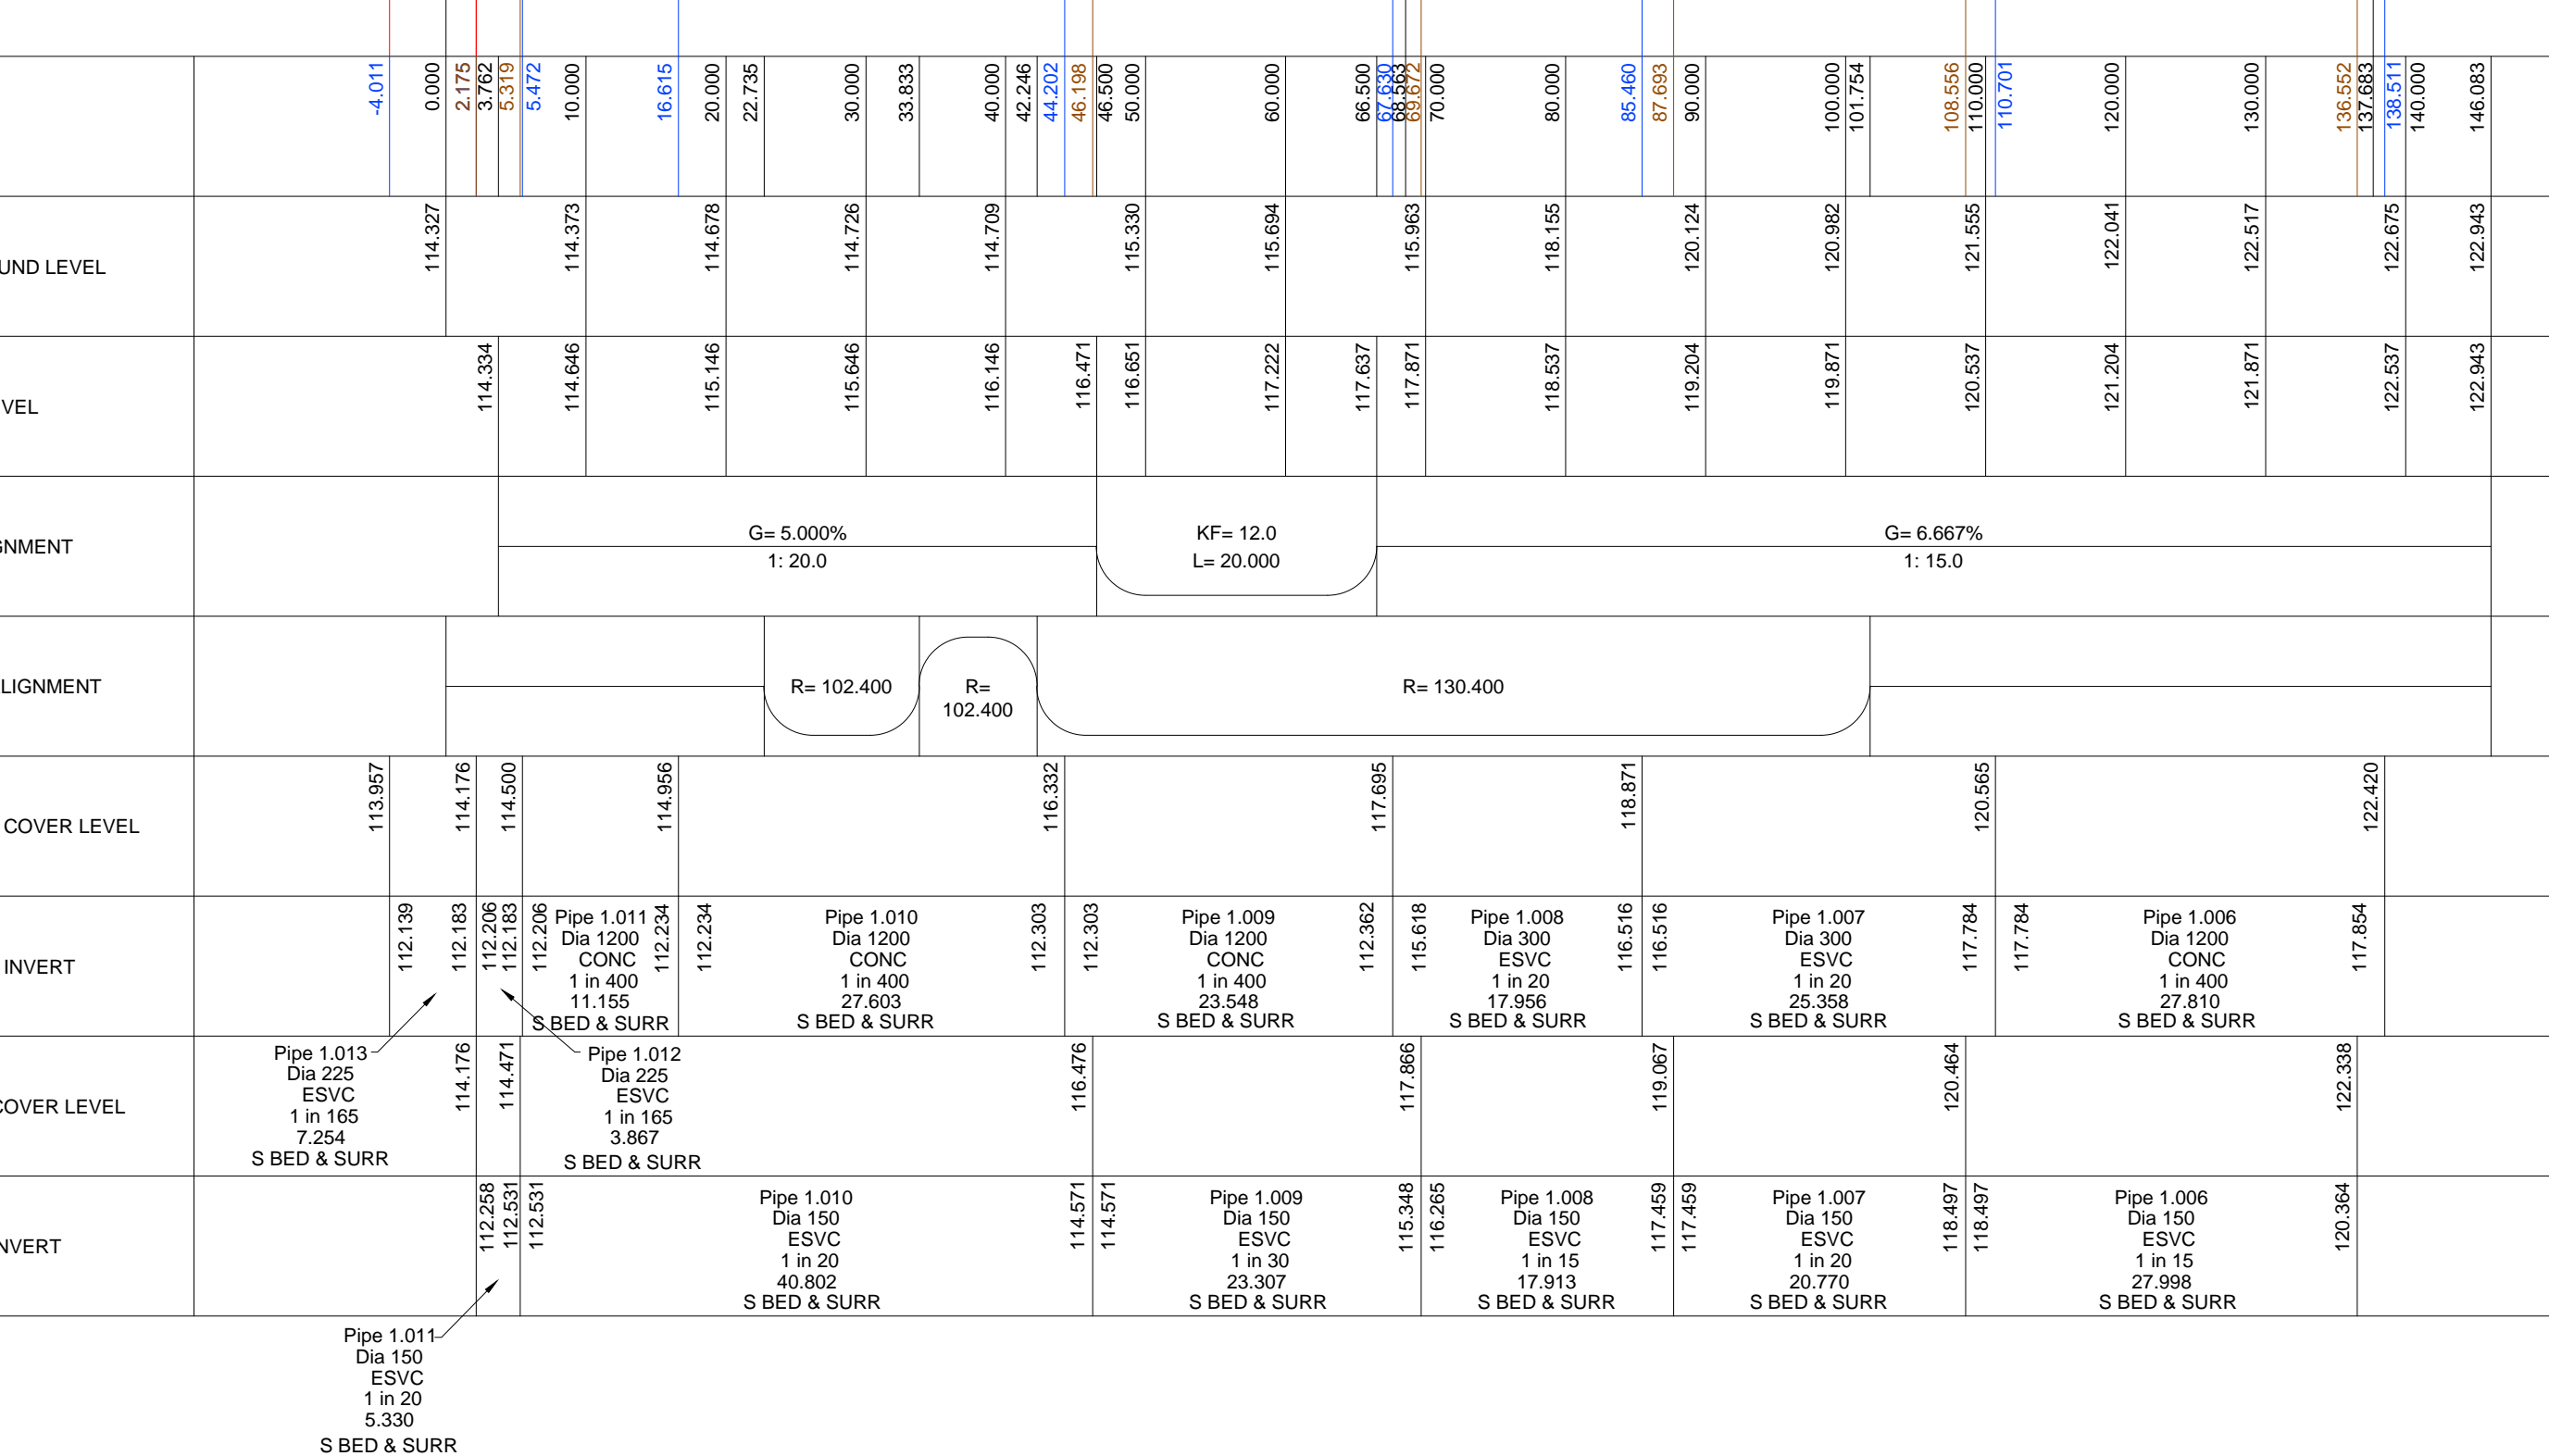 -4.011 0.000 2.175 3.762 5.319 5.472 10.000 16.615 20.000 22.735 30.000 33.833 40.000 42.246 44.202 46.198 46.500 50.000 60.000 66.500 67.630 68.563 69.672 70.000 80.000 85.460 87.693 90.000 100.000 101.754 108.556 110.000 110.701 120.000 130.000 136.552 137.683 138.511 140.000 146.083
UND LEVEL
114.327 114.373 114.678 114.726 114.709 115.330 115.694 115.963 118.155 120.124 120.982 121.555 122.041 122.517 122.675 122.943
VEL
114.334 114.646 115.146 115.646 116.146 116.471 116.651 117.222 117.637 117.871 118.537 119.204 119.871 120.537 121.204 121.871 122.537 122.943
GNMENT
G= 5.000%
1: 20.0
KF= 12.0
L= 20.000
G= 6.667%
1: 15.0
LIGNMENT
R= 102.400
R=
102.400
R= 130.400
COVER LEVEL
113.957 114.176 114.500 114.956 116.332 117.695 118.871 120.565 122.420
INVERT
112.139 112.183 112.206 112.183 112.206
Pipe 1.011
Dia 1200
CONC
1 in 400
11.155
S BED & SURR
112.234 112.234
Pipe 1.010
Dia 1200
CONC
1 in 400
27.603
S BED & SURR
112.303 112.303
Pipe 1.009
Dia 1200
CONC
1 in 400
23.548
S BED & SURR
112.362 115.618
Pipe 1.008
Dia 300
ESVC
1 in 20
17.956
S BED & SURR
116.516 116.516
Pipe 1.007
Dia 300
ESVC
1 in 20
25.358
S BED & SURR
117.784 117.784
Pipe 1.006
Dia 1200
CONC
1 in 400
27.810
S BED & SURR
117.854
Pipe 1.013
Dia 225
ESVC
1 in 165
7.254
S BED & SURR
Pipe 1.012
Dia 225
ESVC
1 in 165
3.867
S BED & SURR
COVER LEVEL
114.176 114.471 116.476 117.866 119.067 120.464 122.338
NVERT
112.258 112.531 112.531
Pipe 1.010
Dia 150
ESVC
1 in 20
40.802
S BED & SURR
114.571 114.571
Pipe 1.009
Dia 150
ESVC
1 in 30
23.307
S BED & SURR
115.348 116.265
Pipe 1.008
Dia 150
ESVC
1 in 15
17.913
S BED & SURR
117.459 117.459
Pipe 1.007
Dia 150
ESVC
1 in 20
20.770
S BED & SURR
118.497 118.497
Pipe 1.006
Dia 150
ESVC
1 in 15
27.998
S BED & SURR
120.364
Pipe 1.011
Dia 150
ESVC
1 in 20
5.330
S BED & SURR